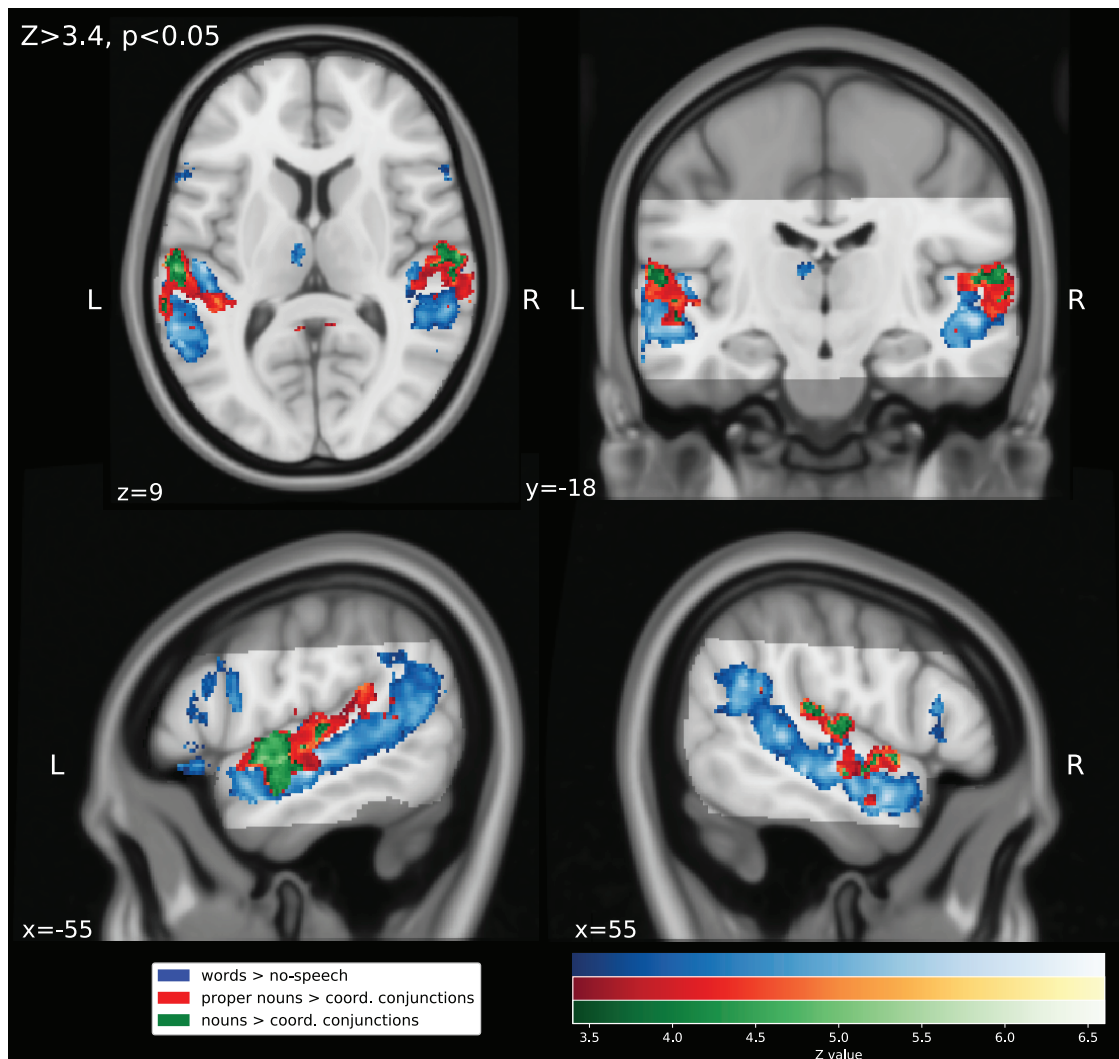 Z>3.4, p<0.05
L
R
L
R
z=9
y=-18
L
R
x=-55
x=55
words > no-speech
proper nouns > coord. conjunctions
nouns > coord. conjunctions
3.5 4.0 4.5 5.0 5.5 6.0 6.5
Z value